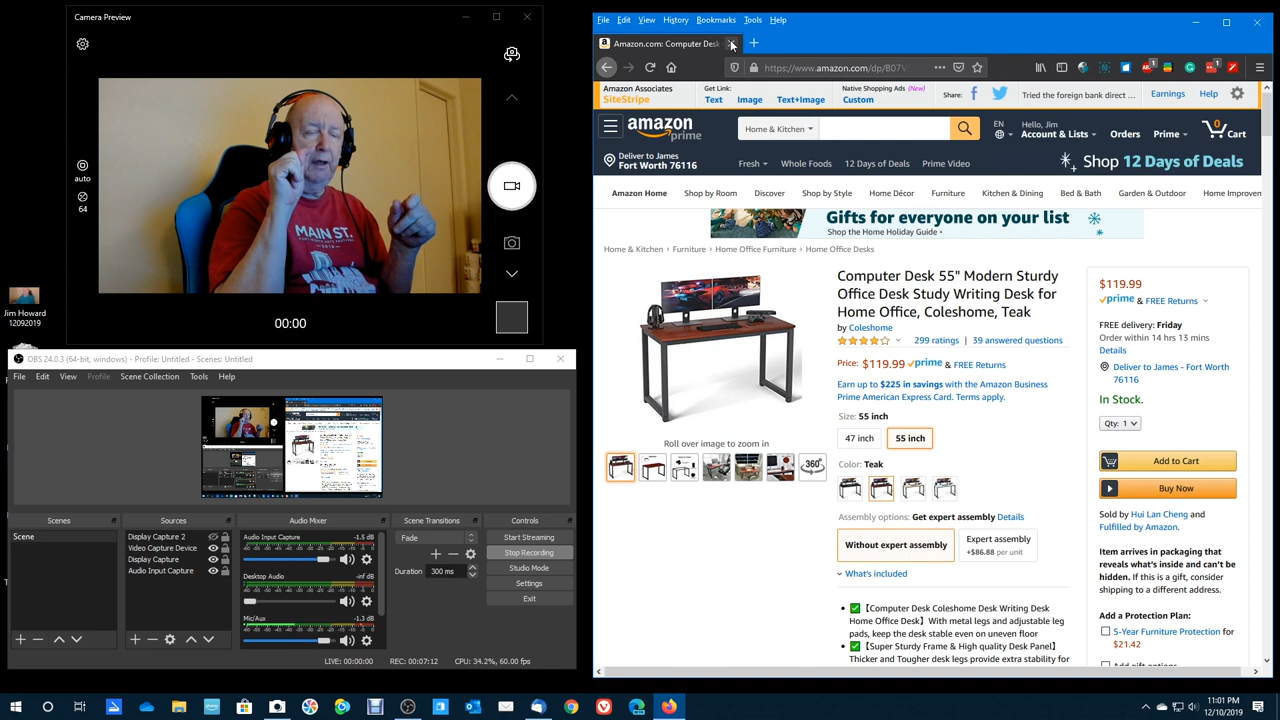 Camera Preview
auto
64
MAIN ST.
00:00
Jim Howard
12092019
OBS 24.0.3 (64-bit, windows) - Profile: Untitled - Scenes: Untitled
File Edit View Profile Scene Collection Tools Help
Scenes Sources Audio Mixer Scene Transitions Controls
Scene
Display Capture 2
Video Capture Device
Display Capture
Audio Input Capture
Audio Input Capture -1.5 dB
Desktop Audio -inf dB
Mic/Aux -1.3 dB
Fade
Duration 300 ms
Start Streaming
Stop Recording
Studio Mode
Settings
Exit
LIVE: 00:00:00 REC: 00:07:12 CPU: 34.2%, 60.00 fps
File Edit View History Bookmarks Tools Help
Amazon.com: Computer Desk
https://www.amazon.com/dp/B07V
Amazon Associates
SiteStripe
Get Link:
Text Image Text+Image
Native Shopping Ads (New)
Custom
Share:
Tried the foreign bank direct ...
Earnings Help
amazon
prime
Home & Kitchen
EN
Hello, Jim
Account & Lists Orders Prime
0
Cart
Deliver to James
Fort Worth 76116
Fresh Whole Foods 12 Days of Deals Prime Video
Shop 12 Days of Deals
Amazon Home Shop by Room Discover Shop by Style Home Décor Furniture Kitchen & Dining Bed & Bath Garden & Outdoor Home Improven
Gifts for everyone on your list
Shop the Home Holiday Guide ›
Home & Kitchen › Furniture › Home Office Furniture › Home Office Desks
Roll over image to zoom in
360°
Computer Desk 55" Modern Sturdy
Office Desk Study Writing Desk for
Home Office, Coleshome, Teak
by Coleshome
299 ratings | 39 answered questions
Price: $119.99 prime & FREE Returns
Earn up to $225 in savings with the Amazon Business
Prime American Express Card. Terms apply.
Size: 55 inch
47 inch 55 inch
Color: Teak
Assembly options: Get expert assembly Details
Without expert assembly
Expert assembly
+$86.88 per unit
What's included
• ✅【Computer Desk Coleshome Desk Writing Desk
Home Office Desk】With metal legs and adjustable leg
pads, keep the desk stable even on uneven floor
• ✅【Super Sturdy Frame & High quality Desk Panel】
Thicker and Tougher desk legs provide extra stability for
$119.99
prime & FREE Returns
FREE delivery: Friday
Order within 14 hrs 13 mins
Details
Deliver to James - Fort Worth
76116
In Stock.
Qty: 1
Add to Cart
Buy Now
Sold by Hui Lan Cheng and
Fulfilled by Amazon.
Item arrives in packaging that
reveals what's inside and can't be
hidden. If this is a gift, consider
shipping to a different address.
Add a Protection Plan:
5-Year Furniture Protection for
$21.42
Add gift options
11:01 PM
12/10/2019